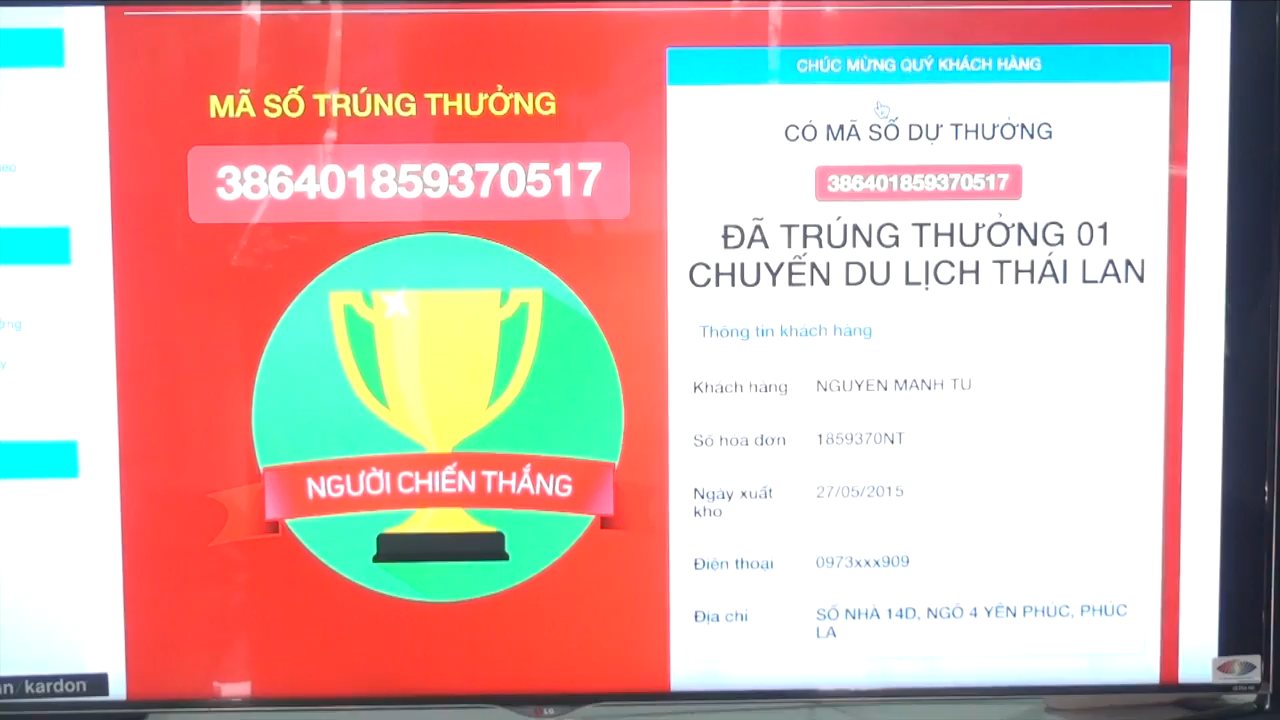 MÃ SỐ TRÚNG THƯỞNG
386401859370517
NGƯỜI CHIẾN THẮNG
CHÚC MỪNG QUÝ KHÁCH HÀNG
CÓ MÃ SỐ DỰ THƯỞNG
386401859370517
ĐÃ TRÚNG THƯỞNG 01
CHUYẾN DU LỊCH THÁI LAN
Thông tin khách hàng
Khách hàng NGUYEN MANH TU
Số hóa đơn 1859370NT
Ngày xuất kho 27/05/2015
Điện thoại 0973xxx909
Địa chỉ SỐ NHÀ 14D, NGÕ 4 YÊN PHÚC, PHÚC
LA
kardon
LG